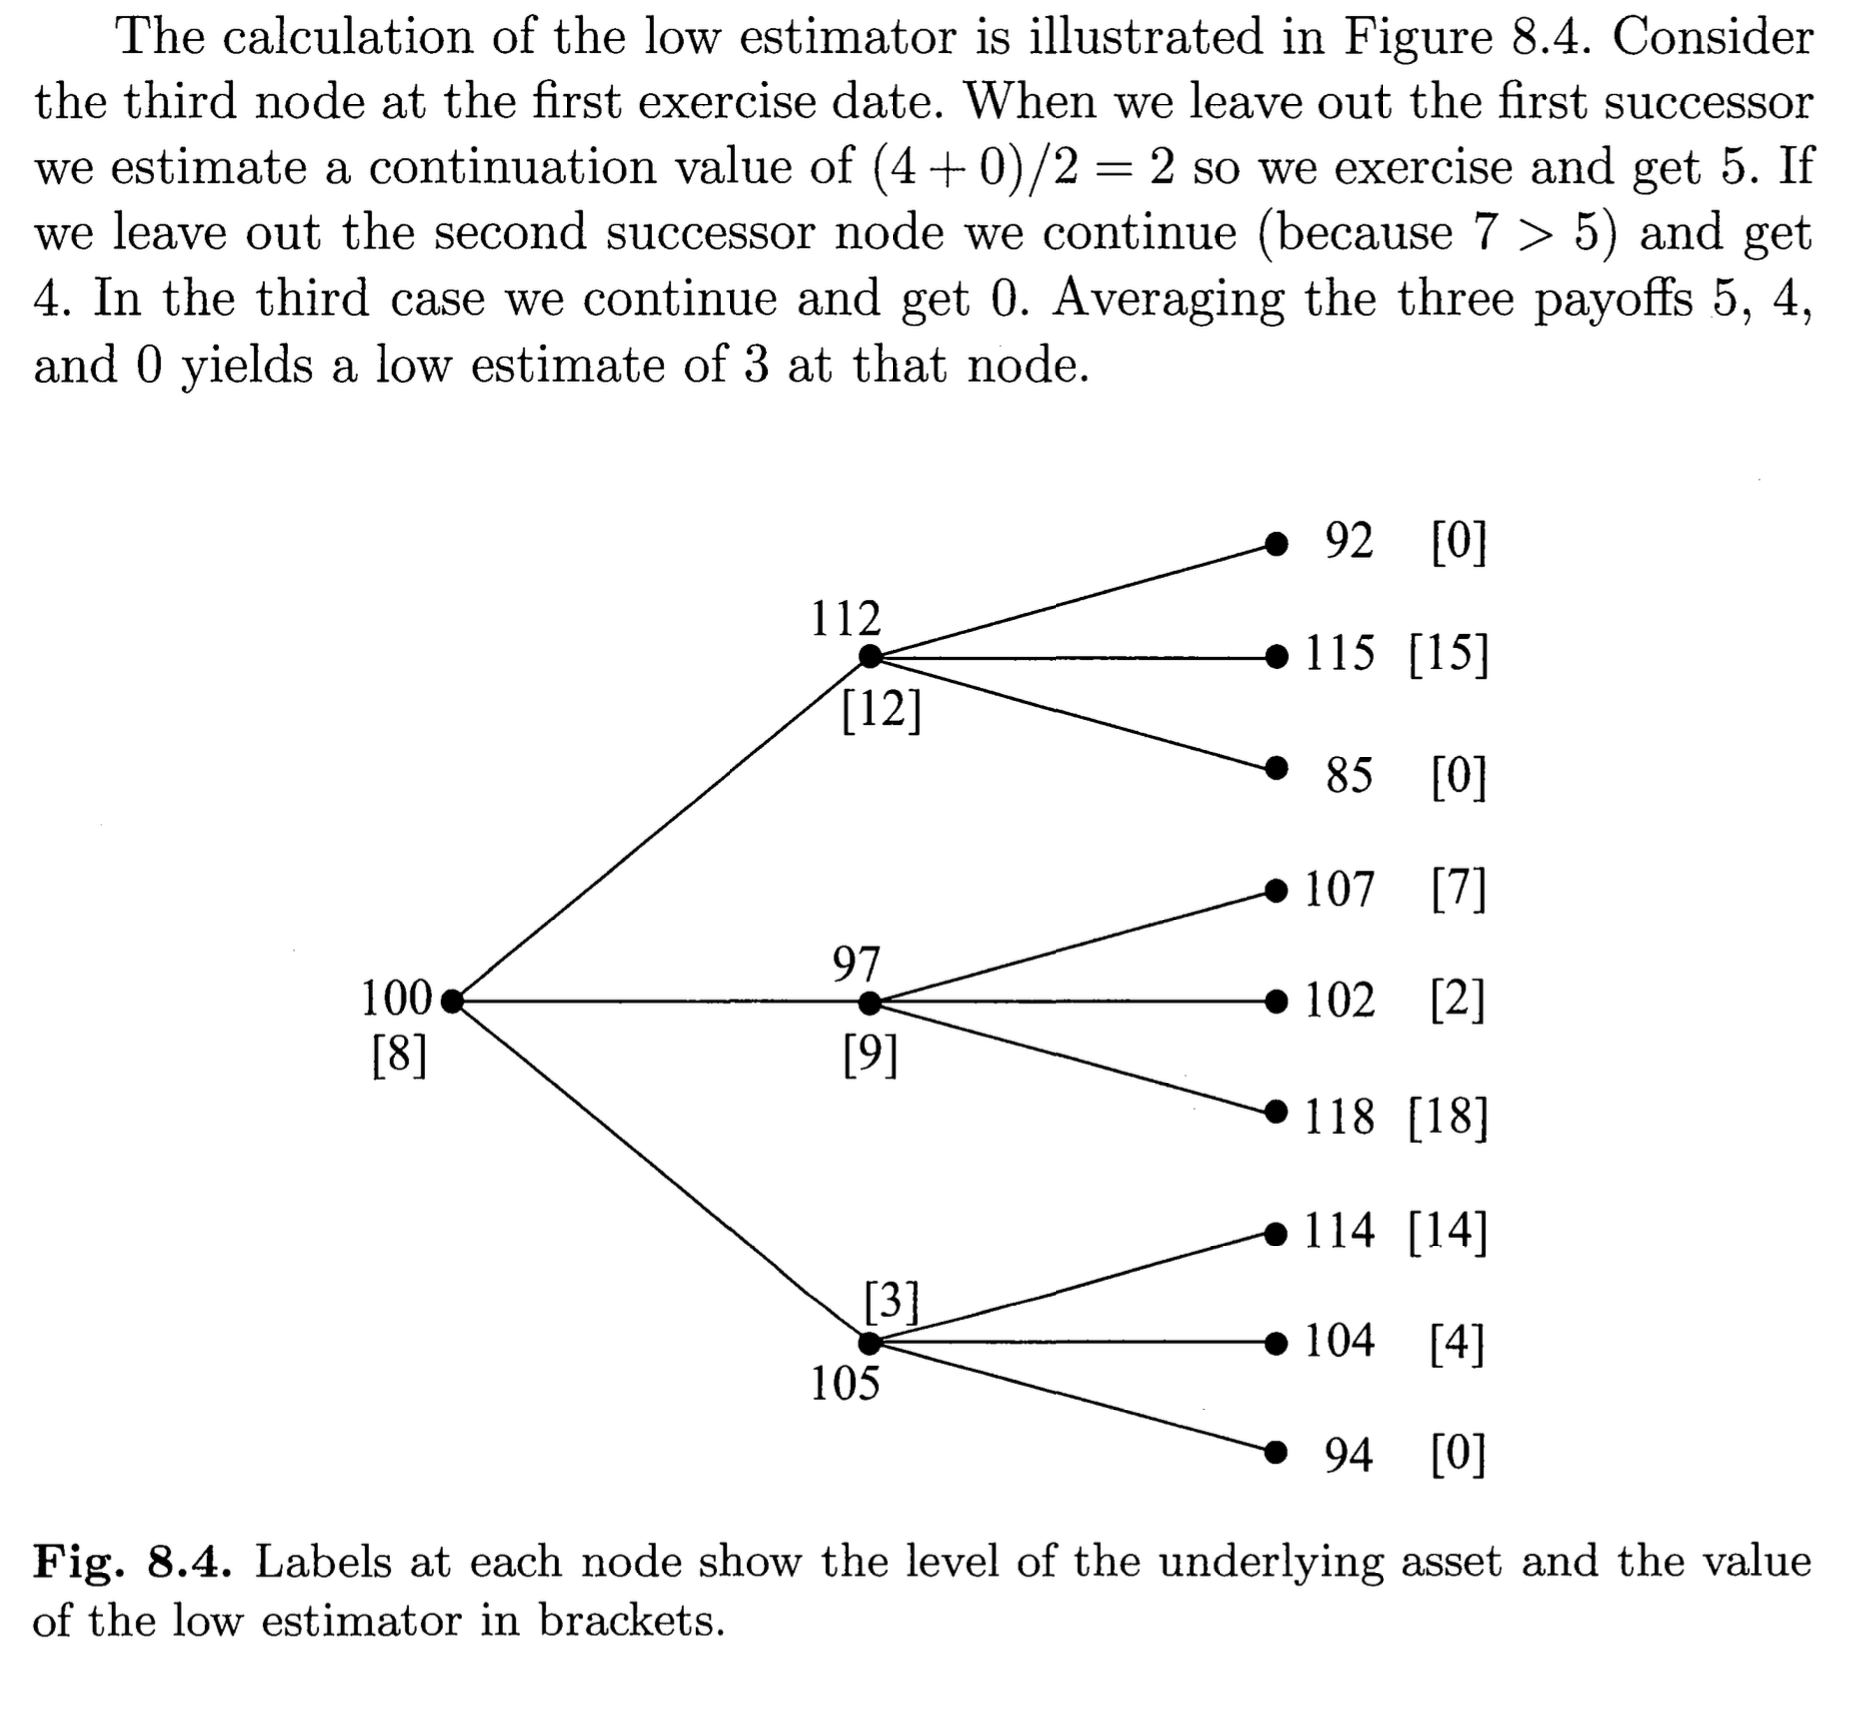 The calculation of the low estimator is illustrated in Figure 8.4. Consider
the third node at the first exercise date. When we leave out the first successor
we estimate a continuation value of (4 + 0)/2 = 2 so we exercise and get 5. If
we leave out the second successor node we continue (because 7 > 5) and get
4. In the third case we continue and get 0. Averaging the three payoffs 5, 4,
and 0 yields a low estimate of 3 at that node.
92 [0]
112
115 [15]
[12]
85 [0]
107 [7]
97
100
102 [2]
[8]
[9]
118 [18]
114 [14]
[3]
104 [4]
105
94 [0]
Fig. 8.4. Labels at each node show the level of the underlying asset and the value
of the low estimator in brackets.